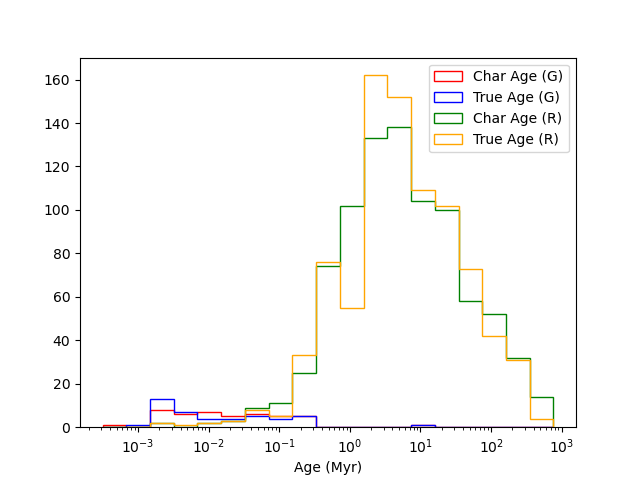 Char Age (G)
True Age (G)
Char Age (R)
True Age (R)
160
140
120
100
80
60
40
20
0
10⁻³ 10⁻² 10⁻¹ 10⁰ 10¹ 10² 10³
Age (Myr)